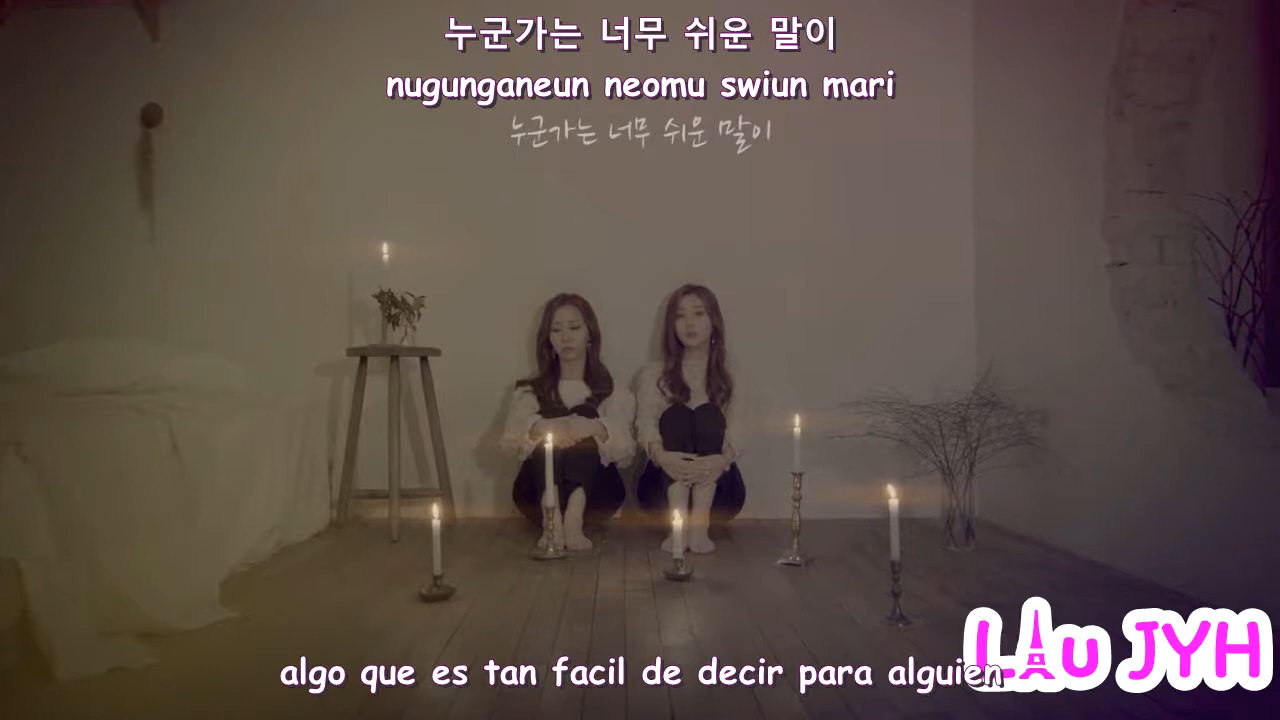 누군가는 너무 쉬운 말이
nugunganeun neomu swiun mari
누군가는 너무 쉬운 말이
algo que es tan facil de decir para alguien
LAu JYH